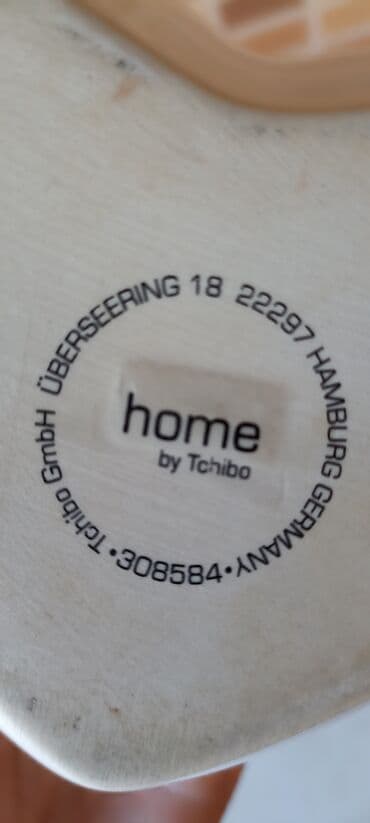 Tchibo GmbH ÜBERSEERING 18 22297 HAMBURG GERMANY•308584•
home
by Tchibo